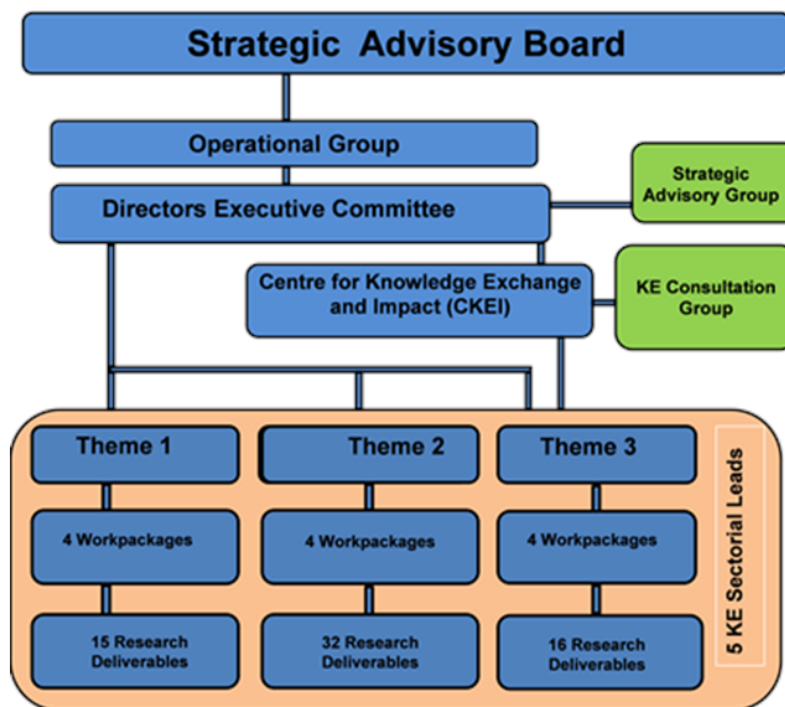 Strategic Advisory Board
Operational Group
Directors Executive Committee
Strategic
Advisory Group
Centre for Knowledge Exchange
and Impact (CKEI)
KE Consultation
Group
Theme 1
Theme 2
Theme 3
4 Workpackages
4 Workpackages
4 Workpackages
15 Research
Deliverables
32 Research
Deliverables
16 Research
Deliverables
5 KE Sectorial Leads